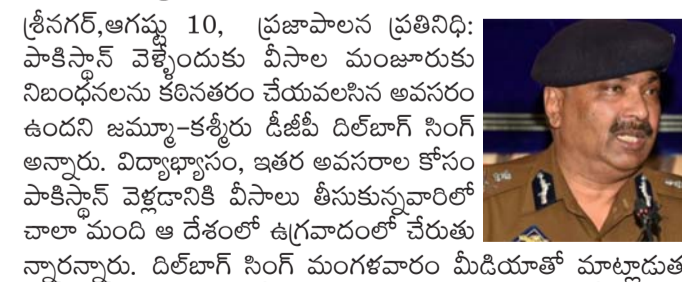 శ్రీనగర్,ఆగష్టు 10, ప్రజాపాలన ప్రతినిధి:
పాకిస్థాన్ వెళ్ళేందుకు వీసాల మంజూరుకు
నిబంధనలను కఠినతరం చేయవలసిన అవసరం
ఉందని జమ్మూ-కశ్మీరు డీజీపీ దిల్‌బాగ్ సింగ్
అన్నారు. విద్యాభ్యాసం, ఇతర అవసరాల కోసం
పాకిస్థాన్ వెళ్లడానికి వీసాలు తీసుకున్నవారిలో
చాలా మంది ఆ దేశంలో ఉగ్రవాదంలో చేరుతు
న్నారన్నారు. దిల్‌బాగ్ సింగ్ మంగళవారం మీడియాతో మాట్లాడుత